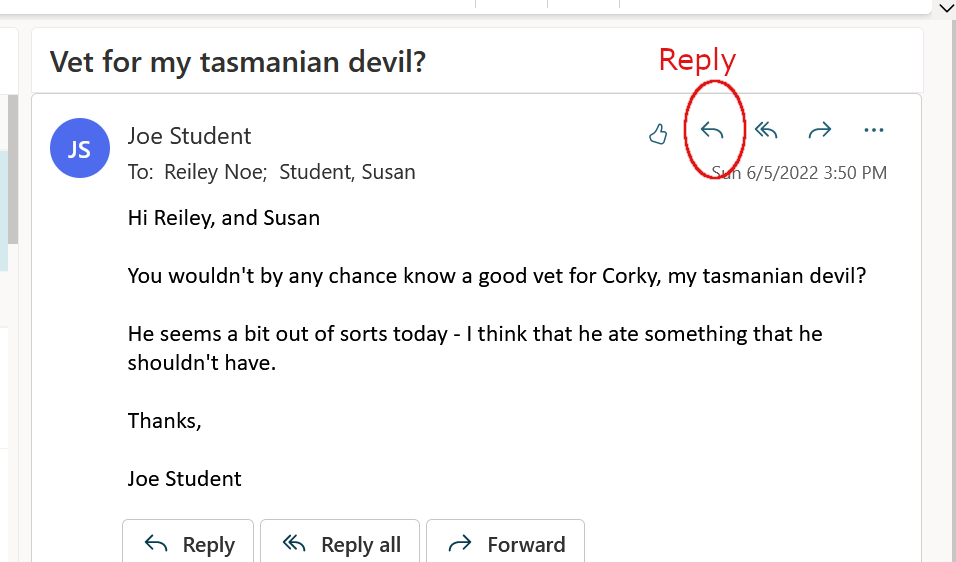 Vet for my tasmanian devil?
Reply
JS
Joe Student
To: Reiley Noe; Student, Susan
Sun 6/5/2022 3:50 PM
Hi Reiley, and Susan
You wouldn't by any chance know a good vet for Corky, my tasmanian devil?
He seems a bit out of sorts today - I think that he ate something that he
shouldn't have.
Thanks,
Joe Student
Reply Reply all Forward